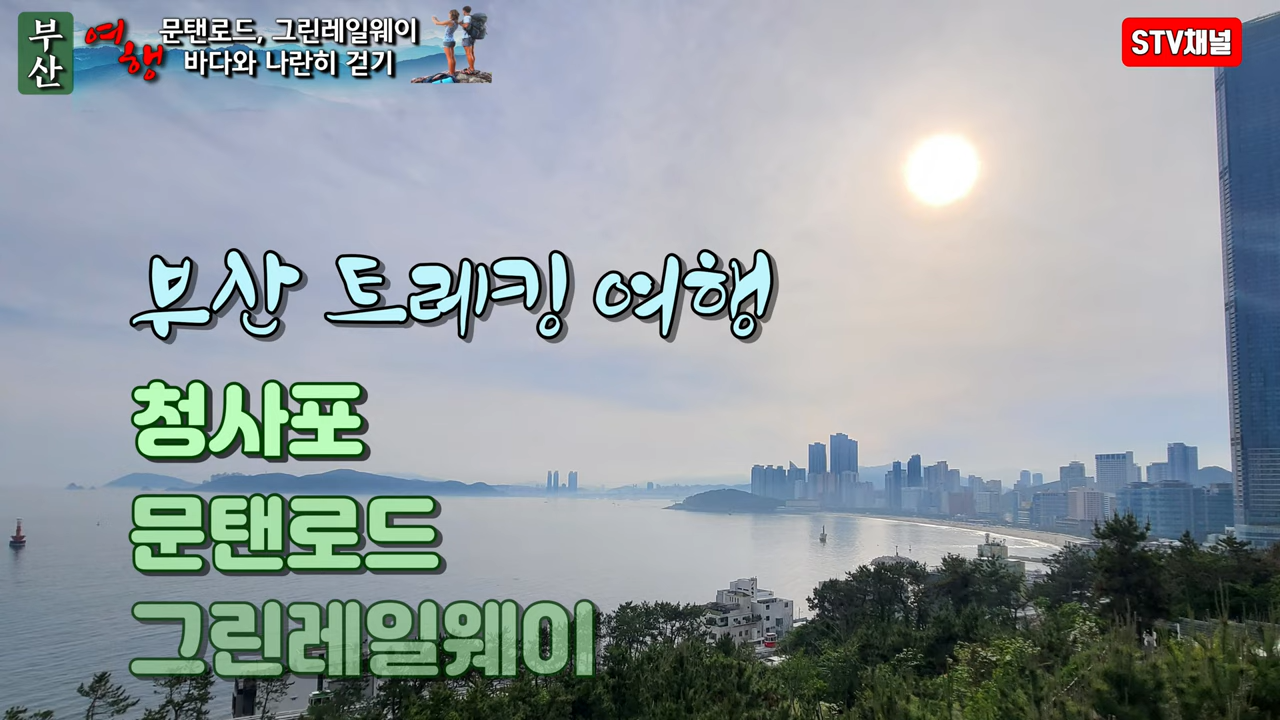 부산
여행
문탠로드, 그린레일웨이
바다와 나란히 걷기
STV채널
부산 트레킹 여행
청사포
문탠로드
그린레일웨이